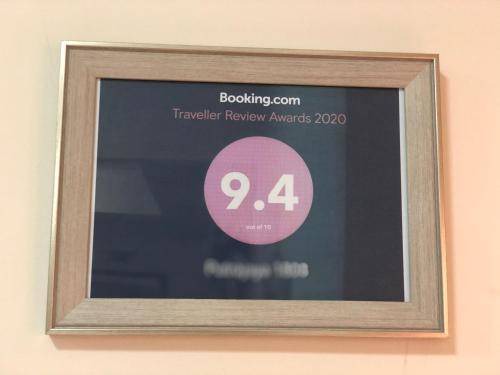 Booking.com
Traveller Review Awards 2020
9.4
out of 10